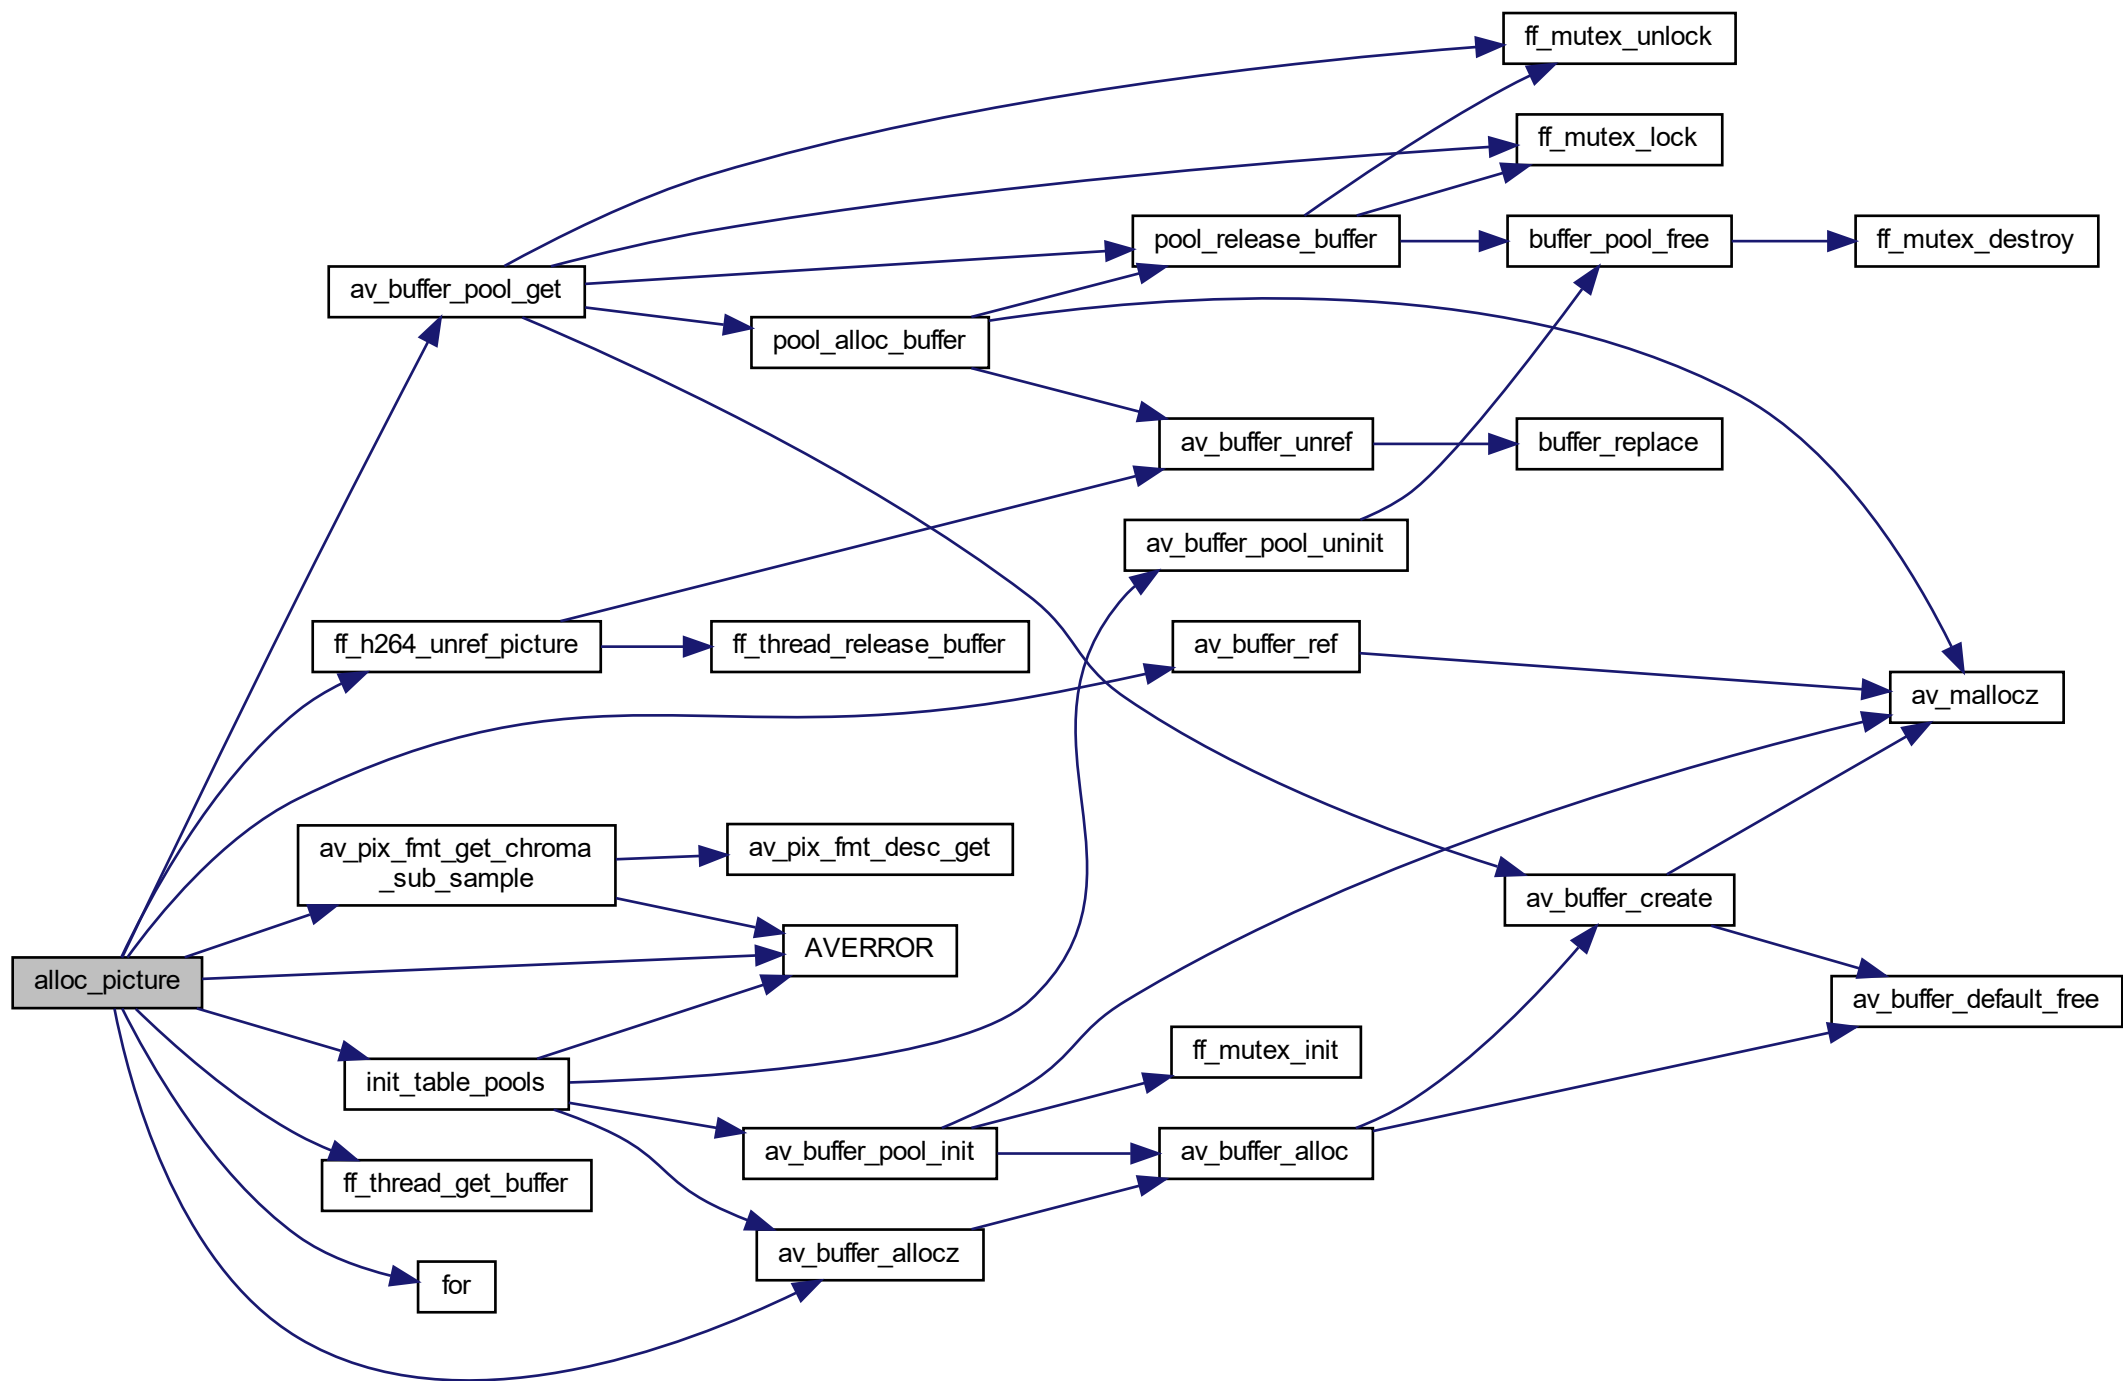 ff_mutex_unlock
ff_mutex_lock
pool_release_buffer
buffer_pool_free
ff_mutex_destroy
av_buffer_pool_get
pool_alloc_buffer
av_buffer_unref
buffer_replace
av_buffer_pool_uninit
ff_h264_unref_picture
ff_thread_release_buffer
av_buffer_ref
av_mallocz
av_pix_fmt_get_chroma
_sub_sample
av_pix_fmt_desc_get
av_buffer_create
AVERROR
alloc_picture
av_buffer_default_free
ff_mutex_init
init_table_pools
av_buffer_pool_init
av_buffer_alloc
ff_thread_get_buffer
av_buffer_allocz
for